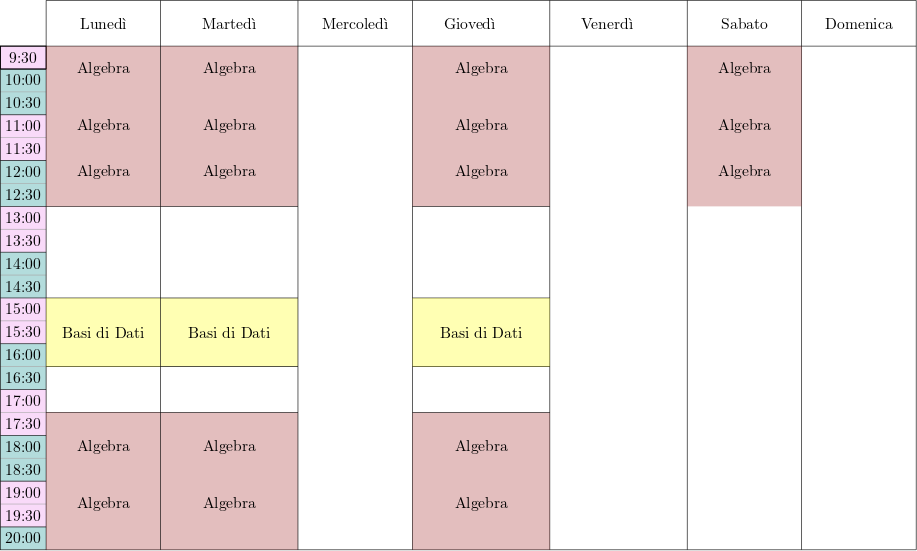 Lunedì Martedì Mercoledì Giovedì Venerdì Sabato Domenica
9:30
Algebra Algebra Algebra Algebra
10:00
10:30
11:00 Algebra Algebra Algebra Algebra
11:30
12:00 Algebra Algebra Algebra Algebra
12:30
13:00
13:30
14:00
14:30
15:00
15:30 Basi di Dati Basi di Dati Basi di Dati
16:00
16:30
17:00
17:30
18:00 Algebra Algebra Algebra
18:30
19:00
Algebra Algebra Algebra
19:30
20:00